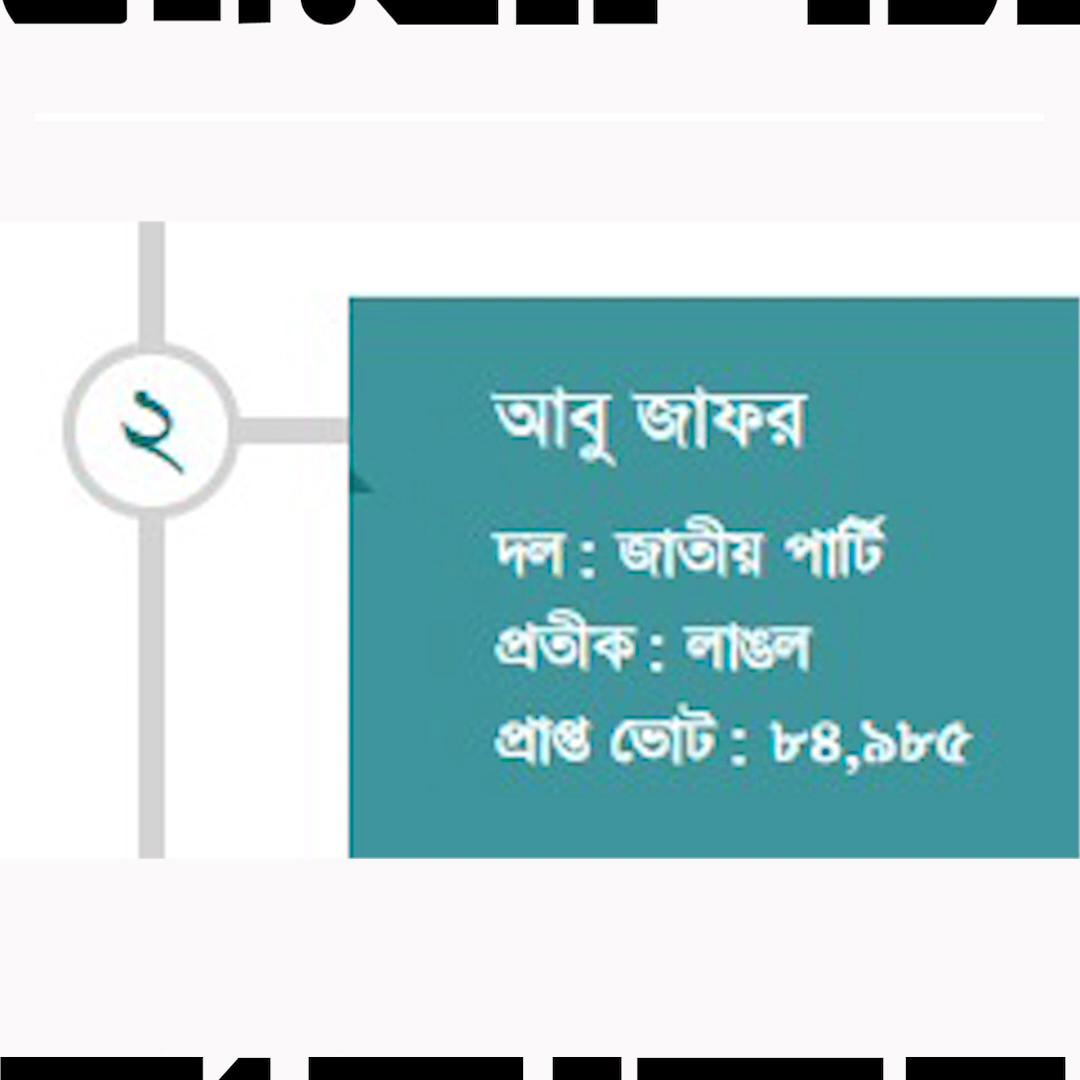 ২
আবু জাফর
দল : জাতীয় পার্টি
প্রতীক : লাঙল
প্রাপ্ত ভোট : ৮৪,৯৮৫